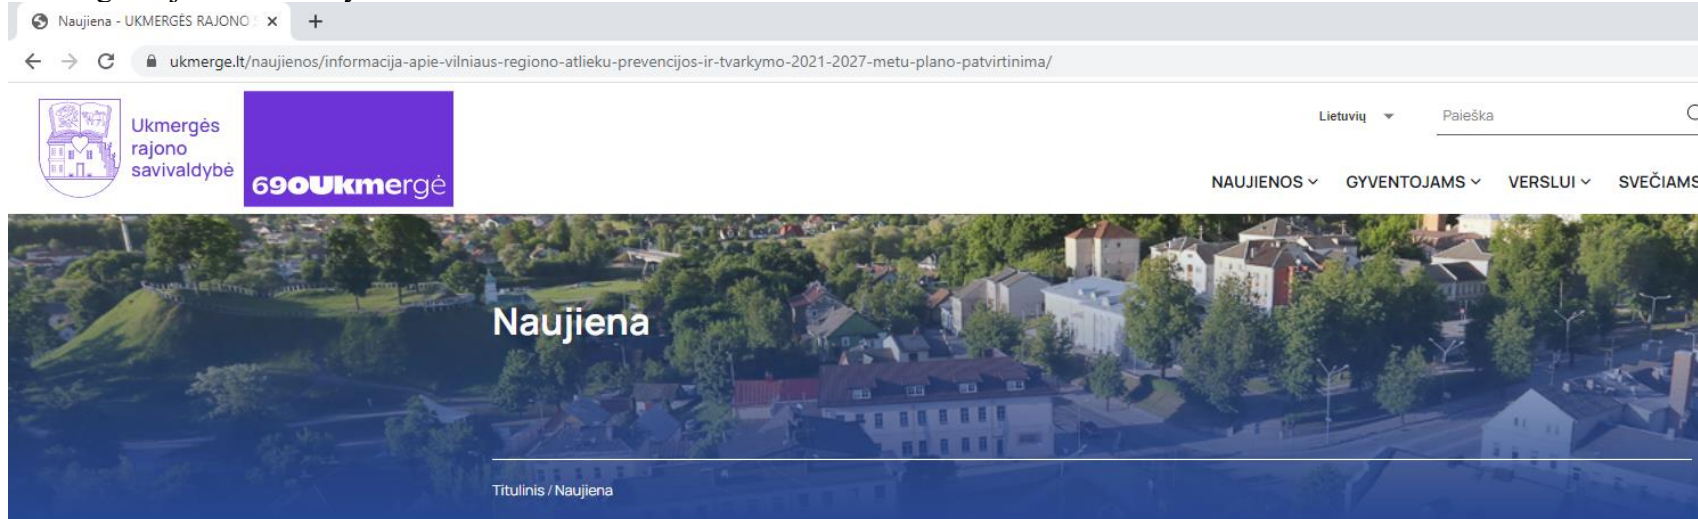 Naujiena - UKMERGĖS RAJONO
ukmerge.lt/naujienos/informacija-apie-vilniaus-regiono-atlieku-prevencijos-ir-tvarkymo-2021-2027-metu-plano-patvirtinima/
Ukmergės
rajono
savivaldybė
690Ukmergė
Lietuvių
Paieška
NAUJIENOS GYVENTOJAMS VERSLUI SVEČIAMS
Naujiena
Titulinis / Naujiena